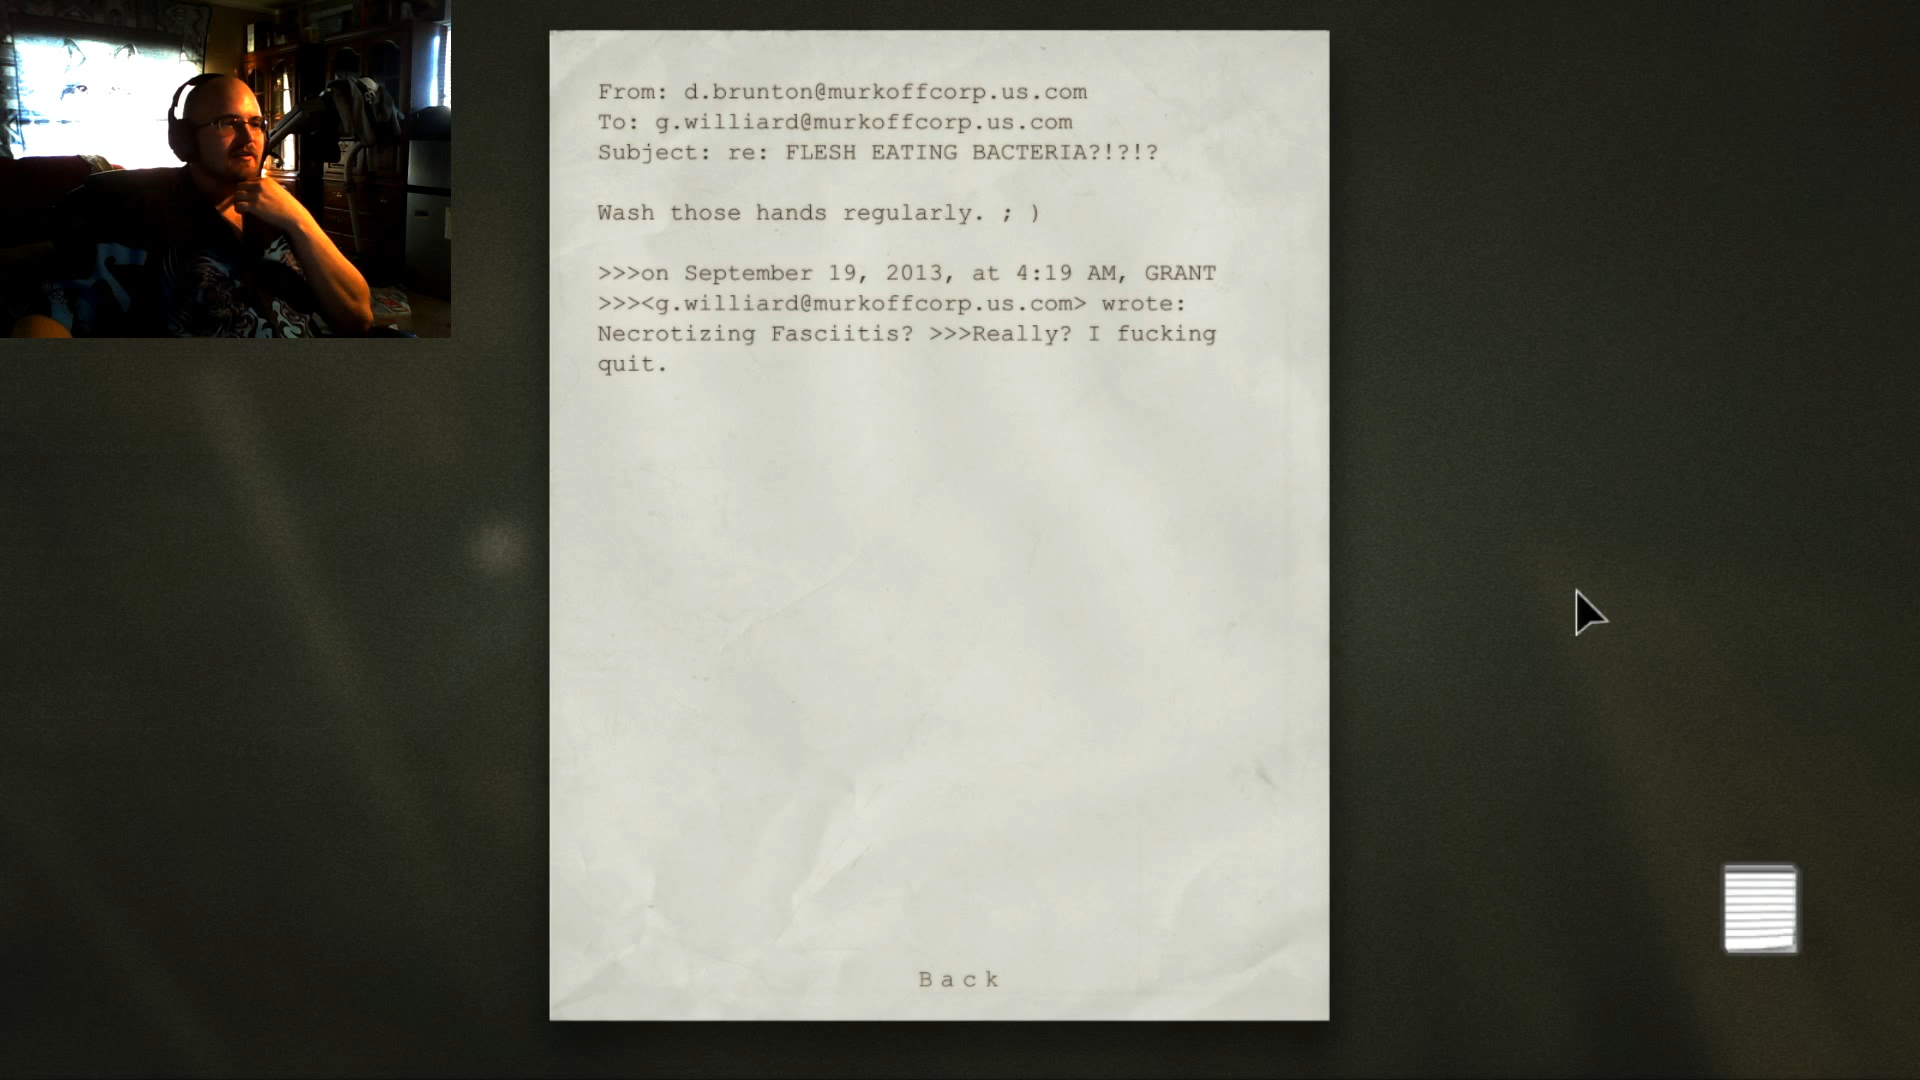 From: d.brunton@murkoffcorp.us.com
To: g.williard@murkoffcorp.us.com
Subject: re: FLESH EATING BACTERIA?!?!?
Wash those hands regularly. ; )
>>>on September 19, 2013, at 4:19 AM, GRANT
>>><g.williard@murkoffcorp.us.com> wrote:
Necrotizing Fasciitis? >>>Really? I fucking
quit.
Back